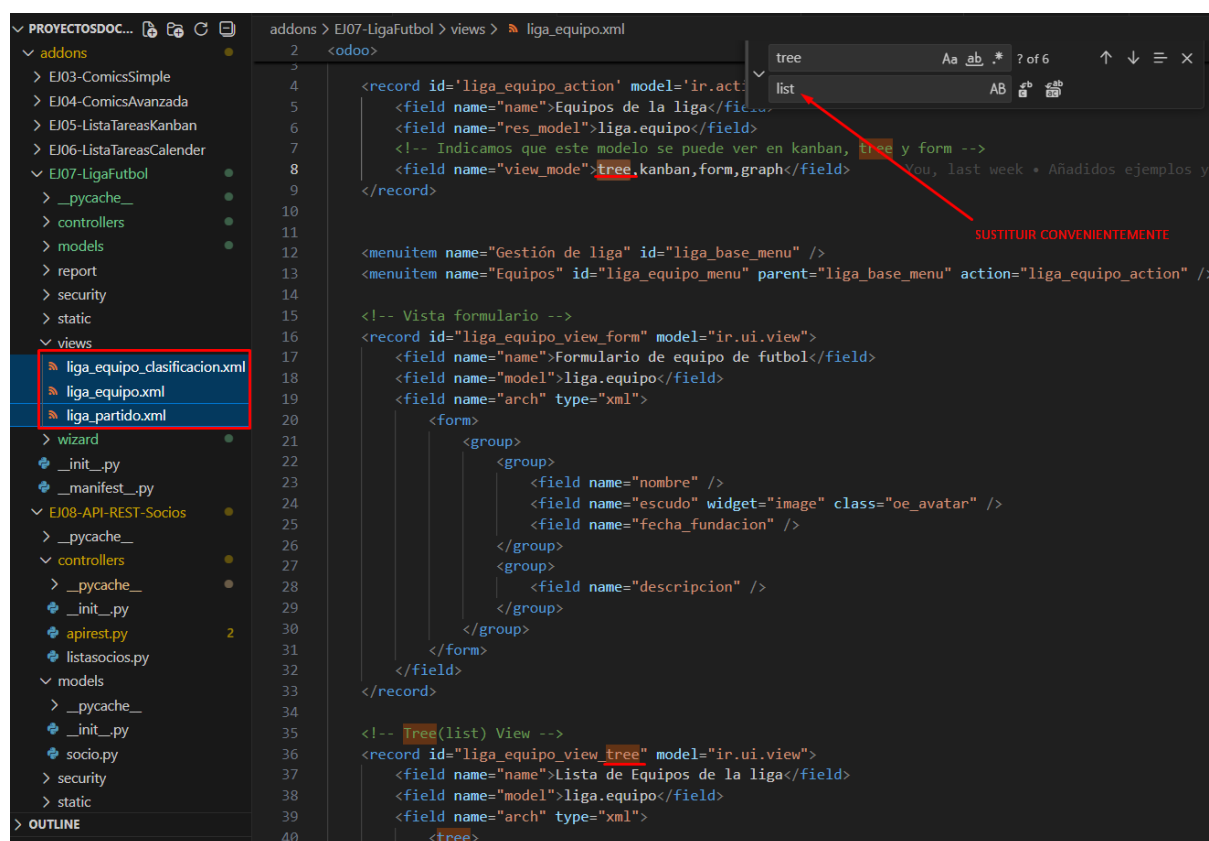 PROYECTOSDOC...
addons
EJ03-ComicsSimple
EJ04-ComicsAvanzada
EJ05-ListaTareasKanban
EJ06-ListaTareasCalender
EJ07-LigaFutbol
__pycache__
controllers
models
report
security
static
views
liga_equipo_clasificacion.xml
liga_equipo.xml
liga_partido.xml
wizard
__init__.py
__manifest__.py
EJ08-API-REST-Socios
__pycache__
controllers
__pycache__
__init__.py
apirest.py 2
listasocios.py
models
__pycache__
__init__.py
socio.py
security
static
OUTLINE
addons > EJ07-LigaFutbol > views > liga_equipo.xml
tree Aa ab .* ? of 6
list AB
2 <odoo>
3
4 <record id='liga_equipo_action' model='ir.acti
5 <field name="name">Equipos de la liga</fie
6 <field name="res_model">liga.equipo</field>
7 <!-- Indicamos que este modelo se puede ver en kanban, tree y form -->
8 <field name="view_mode">tree,kanban,form,graph</field> You, last week • Añadidos ejemplos y
9 </record>
10
11
SUSTITUIR CONVENIENTEMENTE
12 <menuitem name="Gestión de liga" id="liga_base_menu" />
13 <menuitem name="Equipos" id="liga_equipo_menu" parent="liga_base_menu" action="liga_equipo_action" />
14
15 <!-- Vista formulario -->
16 <record id="liga_equipo_view_form" model="ir.ui.view">
17 <field name="name">Formulario de equipo de futbol</field>
18 <field name="model">liga.equipo</field>
19 <field name="arch" type="xml">
20 <form>
21 <group>
22 <group>
23 <field name="nombre" />
24 <field name="escudo" widget="image" class="oe_avatar" />
25 <field name="fecha_fundacion" />
26 </group>
27 <group>
28 <field name="descripcion" />
29 </group>
30 </group>
31 </form>
32 </field>
33 </record>
34
35 <!-- Tree(list) View -->
36 <record id="liga_equipo_view_tree" model="ir.ui.view">
37 <field name="name">Lista de Equipos de la liga</field>
38 <field name="model">liga.equipo</field>
39 <field name="arch" type="xml">
40 <tree>